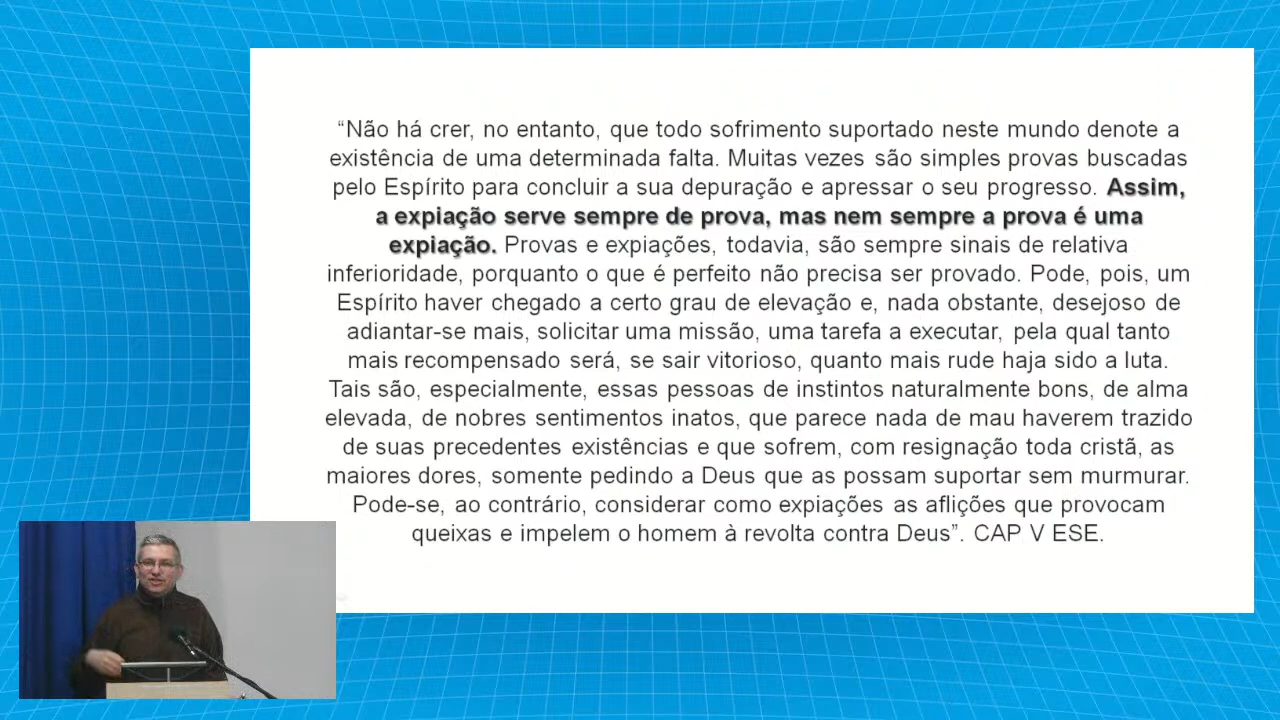 “Não há crer, no entanto, que todo sofrimento suportado neste mundo denote a
existência de uma determinada falta. Muitas vezes são simples provas buscadas
pelo Espírito para concluir a sua depuração e apressar o seu progresso. Assim,
a expiação serve sempre de prova, mas nem sempre a prova é uma
expiação. Provas e expiações, todavia, são sempre sinais de relativa
inferioridade, porquanto o que é perfeito não precisa ser provado. Pode, pois, um
Espírito haver chegado a certo grau de elevação e, nada obstante, desejoso de
adiantar-se mais, solicitar uma missão, uma tarefa a executar, pela qual tanto
mais recompensado será, se sair vitorioso, quanto mais rude haja sido a luta.
Tais são, especialmente, essas pessoas de instintos naturalmente bons, de alma
elevada, de nobres sentimentos inatos, que parece nada de mau haverem trazido
de suas precedentes existências e que sofrem, com resignação toda cristã, as
maiores dores, somente pedindo a Deus que as possam suportar sem murmurar.
Pode-se, ao contrário, considerar como expiações as aflições que provocam
queixas e impelem o homem à revolta contra Deus”. CAP V ESE.